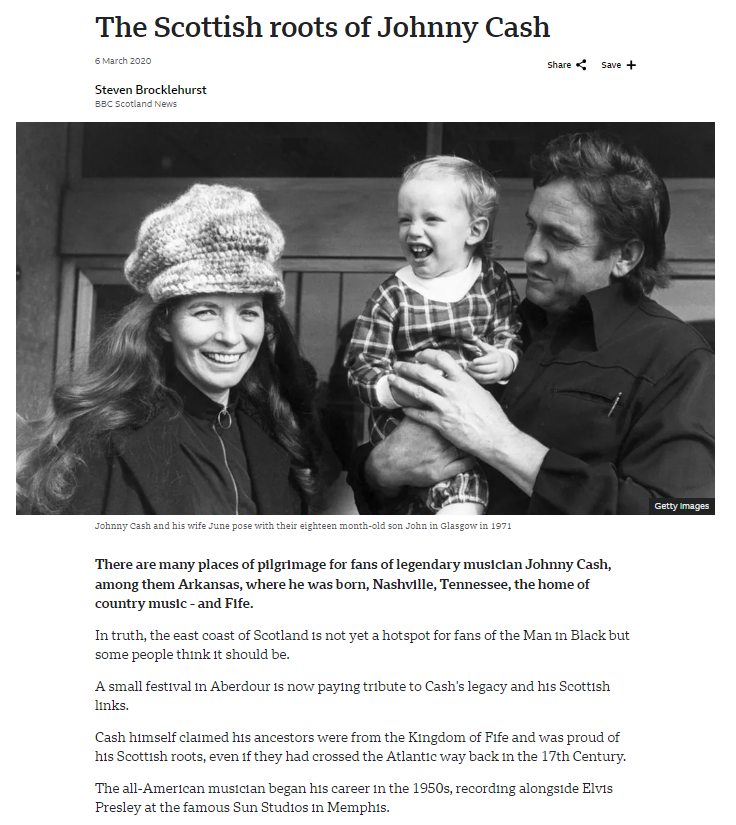 The Scottish roots of Johnny Cash
6 March 2020
Share Save
Steven Brocklehurst
BBC Scotland News
Getty Images
Johnny Cash and his wife June pose with their eighteen month-old son John in Glasgow in 1971
There are many places of pilgrimage for fans of legendary musician Johnny Cash,
among them Arkansas, where he was born, Nashville, Tennessee, the home of
country music - and Fife.
In truth, the east coast of Scotland is not yet a hotspot for fans of the Man in Black but
some people think it should be.
A small festival in Aberdour is now paying tribute to Cash's legacy and his Scottish
links.
Cash himself claimed his ancestors were from the Kingdom of Fife and was proud of
his Scottish roots, even if they had crossed the Atlantic way back in the 17th Century.
The all-American musician began his career in the 1950s, recording alongside Elvis
Presley at the famous Sun Studios in Memphis.